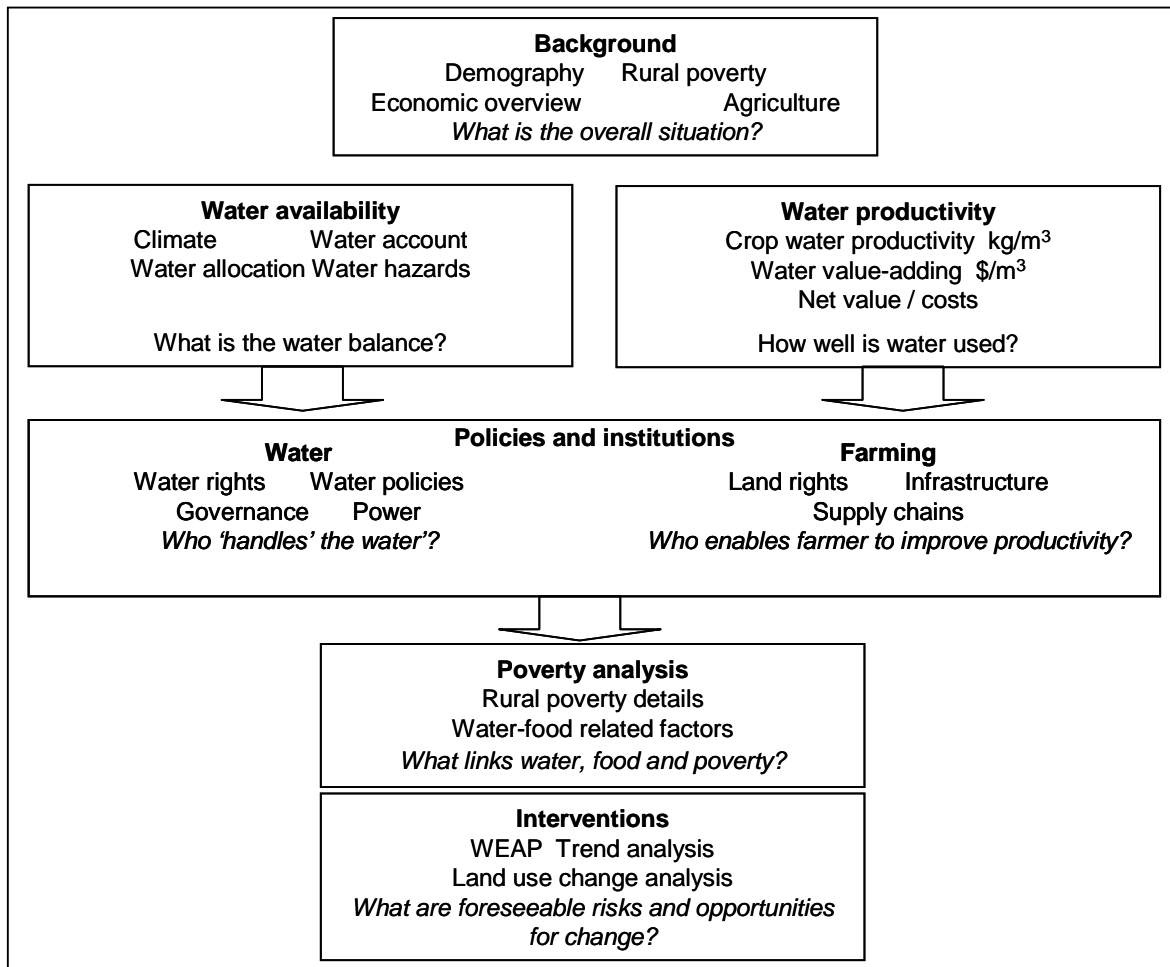 Background
Demography Rural poverty
Economic overview Agriculture
What is the overall situation?
Water availability
Climate Water account
Water allocation Water hazards
What is the water balance?
Water productivity
Crop water productivity kg/m³
Water value-adding $/m³
Net value / costs
How well is water used?
Policies and institutions
Water
Water rights Water policies
Governance Power
Who ‘handles’ the water’?
Farming
Land rights Infrastructure
Supply chains
Who enables farmer to improve productivity?
Poverty analysis
Rural poverty details
Water-food related factors
What links water, food and poverty?
Interventions
WEAP Trend analysis
Land use change analysis
What are foreseeable risks and opportunities
for change?